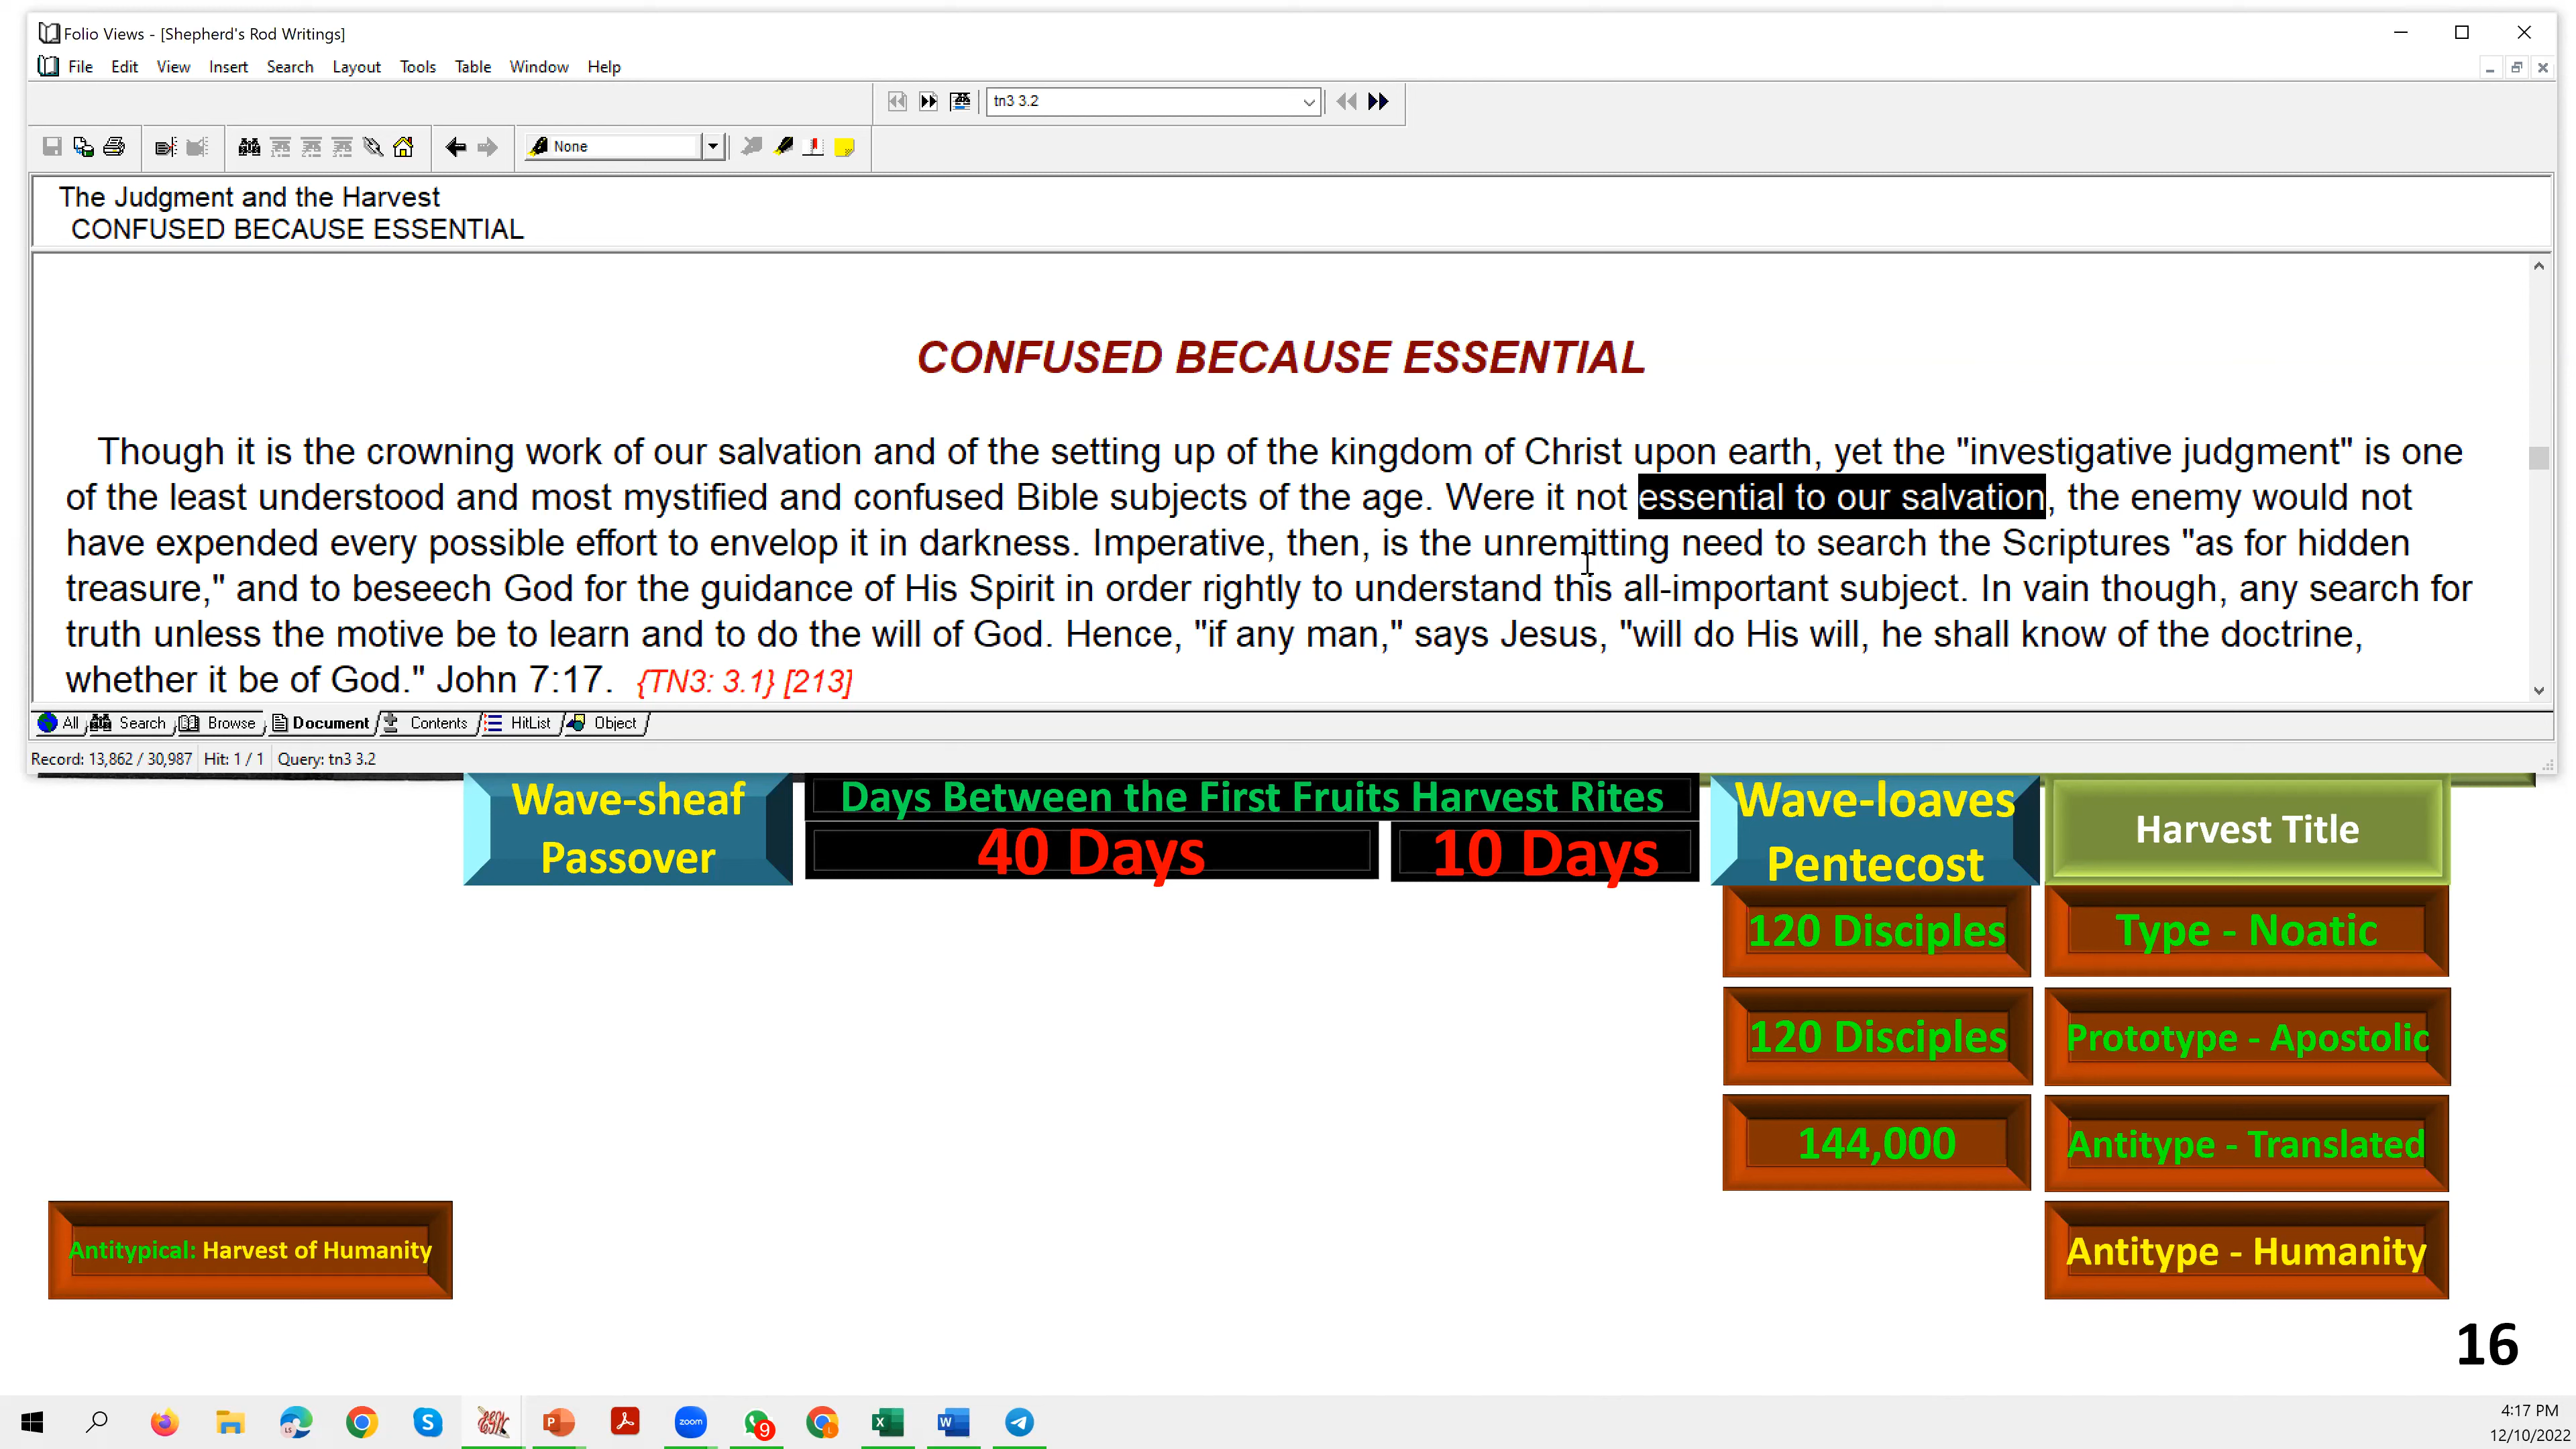 Folio Views - [Shepherd's Rod Writings]
File Edit View Insert Search Layout Tools Table Window Help
tn3 3.2
None
The Judgment and the Harvest
CONFUSED BECAUSE ESSENTIAL
CONFUSED BECAUSE ESSENTIAL
Though it is the crowning work of our salvation and of the setting up of the kingdom of Christ upon earth, yet the "investigative judgment" is one
of the least understood and most mystified and confused Bible subjects of the age. Were it not essential to our salvation, the enemy would not
have expended every possible effort to envelop it in darkness. Imperative, then, is the unremitting need to search the Scriptures "as for hidden
treasure," and to beseech God for the guidance of His Spirit in order rightly to understand this all-important subject. In vain though, any search for
truth unless the motive be to learn and to do the will of God. Hence, "if any man," says Jesus, "will do His will, he shall know of the doctrine,
whether it be of God." John 7:17. {TN3: 3.1} [213]
All Search Browse Document Contents HitList Object
Record: 13,862 / 30,987 Hit: 1 / 1 Query: tn3 3.2
Wave-sheaf
Passover
Days Between the First Fruits Harvest Rites
40 Days
10 Days
Wave-loaves
Pentecost
Harvest Title
120 Disciples
Type - Noatic
120 Disciples
Prototype - Apostolic
144,000
Antitype - Translated
Antitypical: Harvest of Humanity
Antitype - Humanity
16
LS
S
P
zoom
9
L
X
W
4:17 PM
12/10/2022